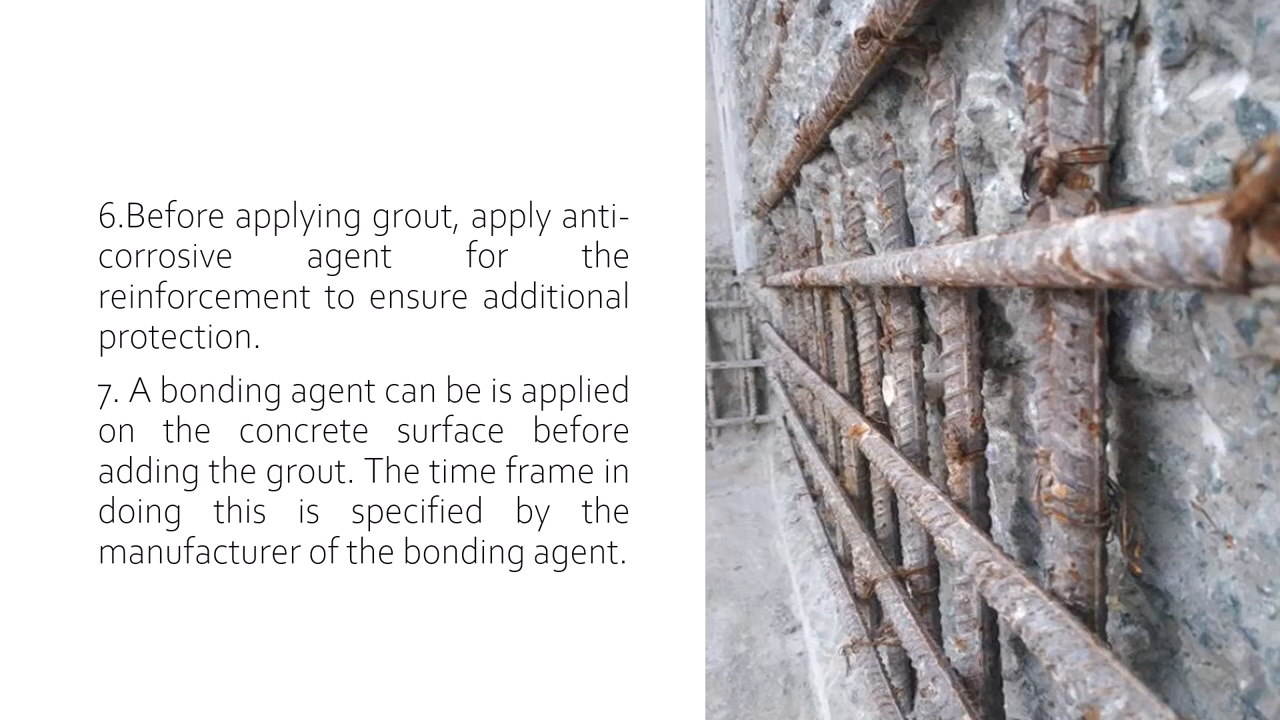 6.Before applying grout, apply anti-
corrosive agent for the
reinforcement to ensure additional
protection.
7. A bonding agent can be is applied
on the concrete surface before
adding the grout. The time frame in
doing this is specified by the
manufacturer of the bonding agent.